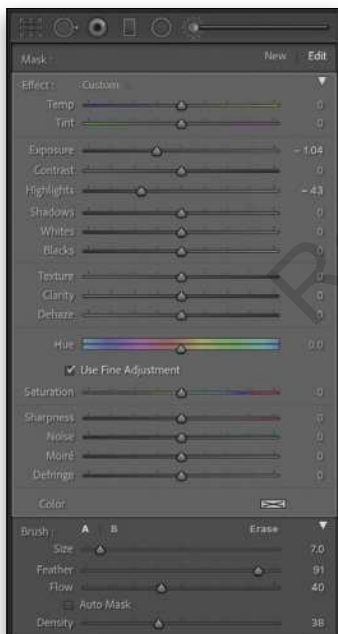 Mask : New Edit
Effect : Custom
Temp 0
Tint 0
Exposure – 1.04
Contrast 0
Highlights – 43
Shadows 0
Whites 0
Blacks 0
Texture 0
Clarity 0
Dehaze 0
Hue 0.0
Use Fine Adjustment
Saturation 0
Sharpness 0
Noise 0
Moiré 0
Defringe 0
Color
Brush : A B Erase
Size 7.0
Feather 91
Flow 40
Auto Mask
Density 38